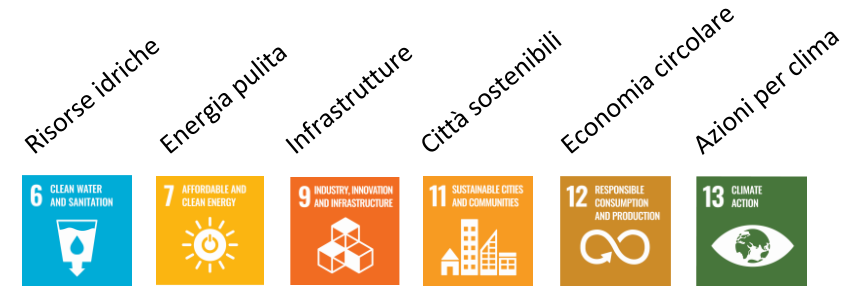 Risorse idriche
Energia pulita
Infrastrutture
Città sostenibili
Economia circolare
Azioni per clima
6 CLEAN WATER
AND SANITATION
7 AFFORDABLE AND
CLEAN ENERGY
9 INDUSTRY, INNOVATION
AND INFRASTRUCTURE
11 SUSTAINABLE CITIES
AND COMMUNITIES
12 RESPONSIBLE
CONSUMPTION
AND PRODUCTION
13 CLIMATE
ACTION